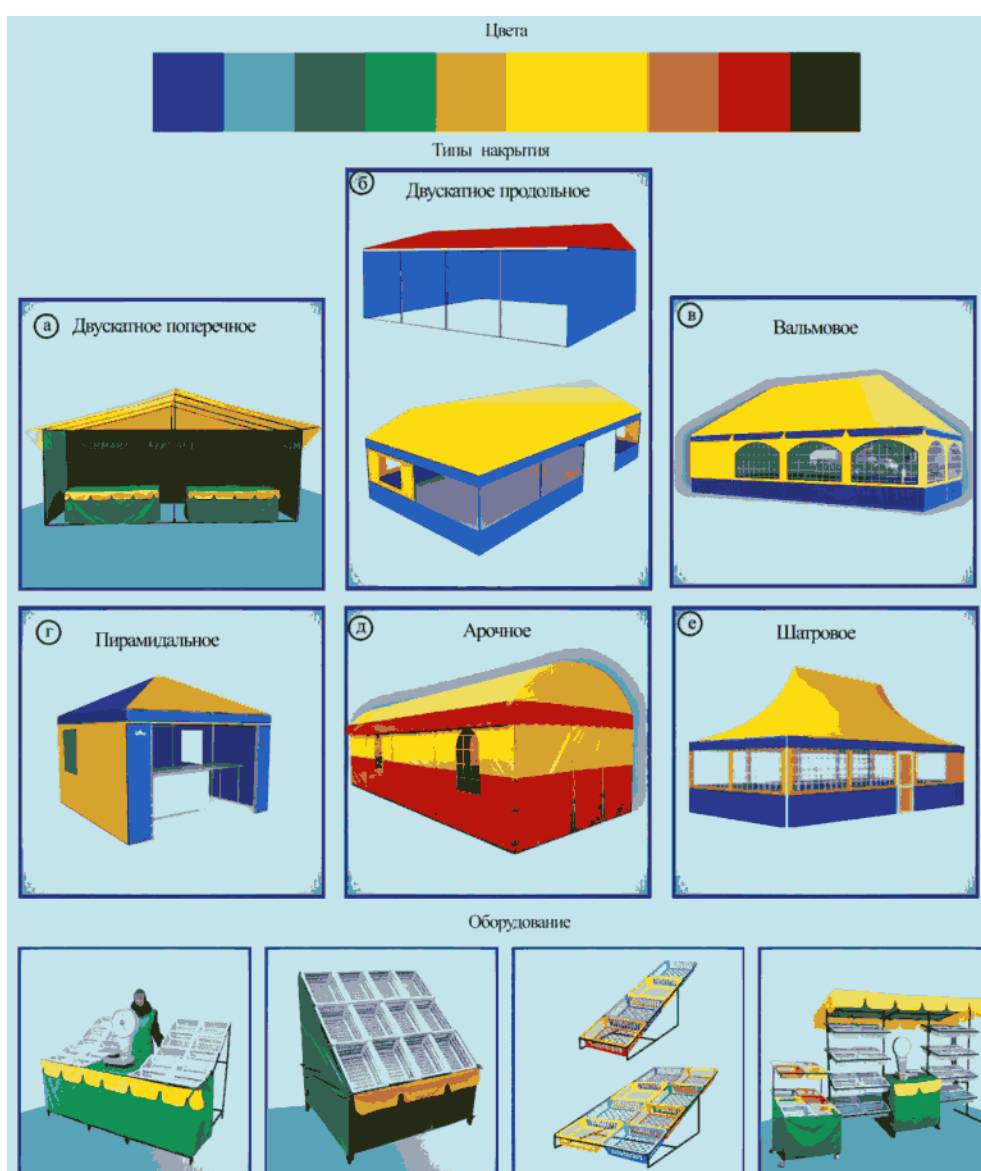 Цвета
Типы накрытия
б
Двускатное продольное
а
Двускатное поперечное
в
Вальмовое
г
Пирамидальное
д
Арочное
е
Шатровое
Оборудование